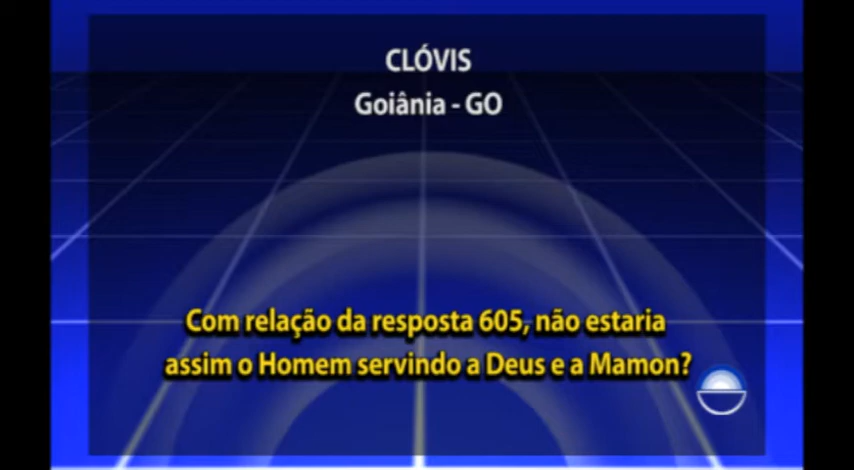 CLÓVIS
Goiânia - GO
Com relação da resposta 605, não estaria
assim o Homem servindo a Deus e a Mamon?